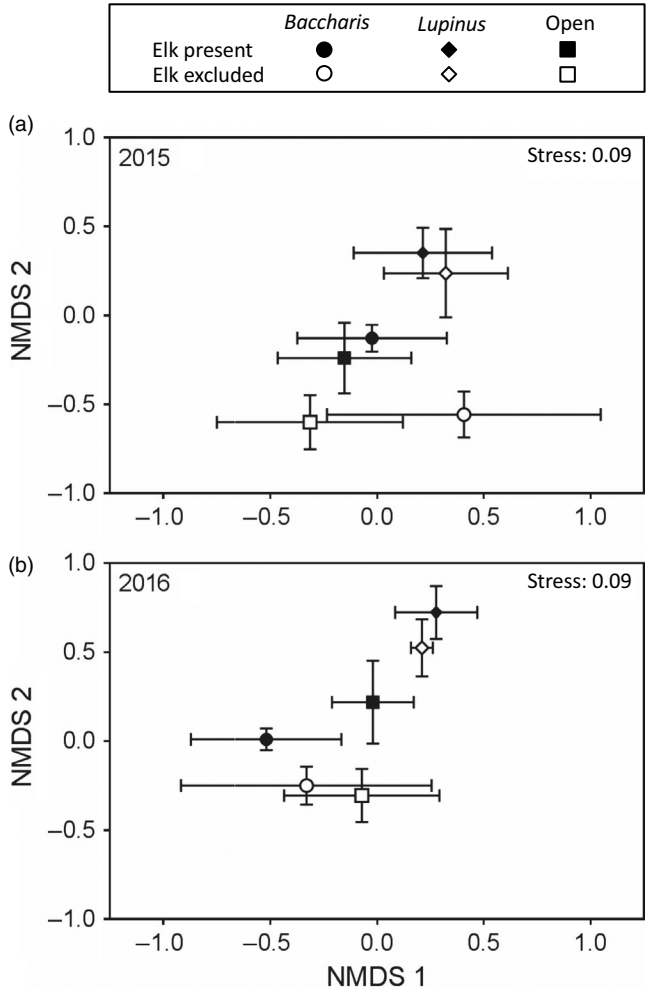 Baccharis Lupinus Open
Elk present
Elk excluded
(a)
2015 Stress: 0.09
NMDS 2
1.0
0.5
0.0
–0.5
–1.0
–1.0 –0.5 0.0 0.5 1.0
(b)
2016 Stress: 0.09
NMDS 2
1.0
0.5
0.0
–0.5
–1.0
–1.0 –0.5 0.0 0.5 1.0
NMDS 1